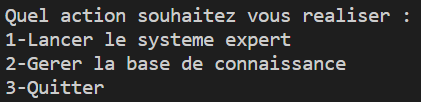 Quel action souhaitez vous realiser :
1-Lancer le systeme expert
2-Gerer la base de connaissance
3-Quitter